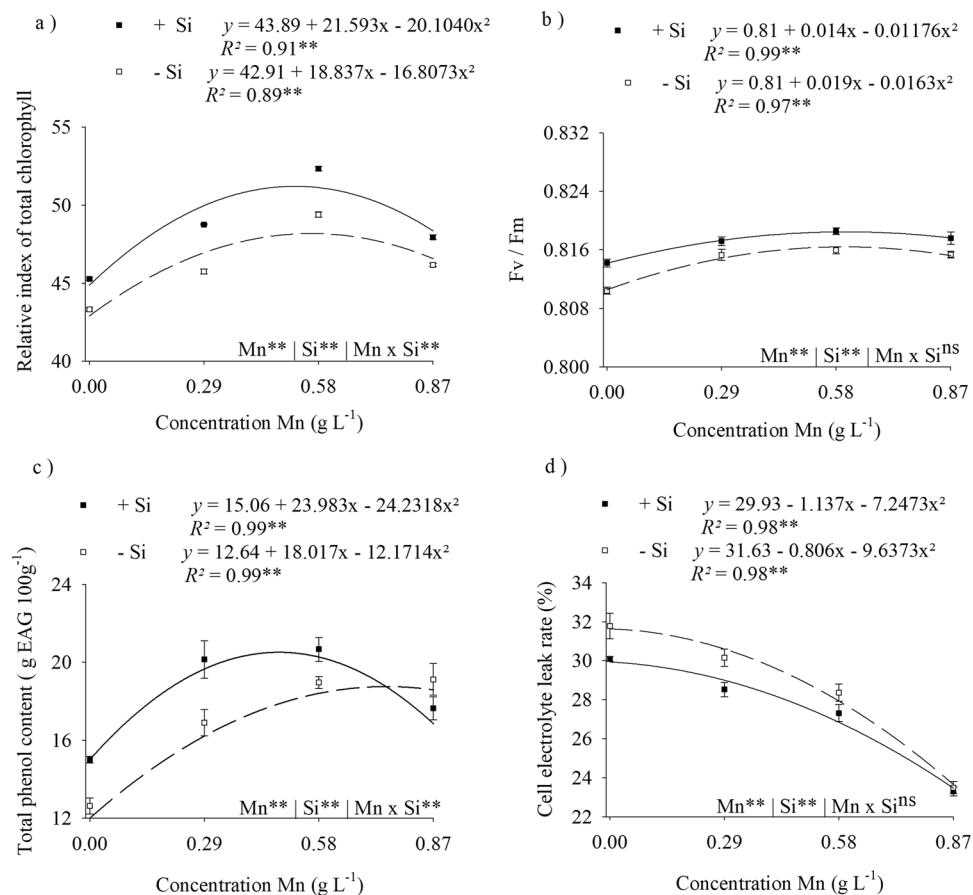 a )
+ Si y = 43.89 + 21.593x - 20.1040x²
R² = 0.91**
- Si y = 42.91 + 18.837x - 16.8073x²
R² = 0.89**
Relative index of total chlorophyll
55
50
45
40
Mn** | Si** | Mn x Si**
0.00 0.29 0.58 0.87
Concentration Mn (g L⁻¹)
b )
+ Si y = 0.81 + 0.014x - 0.01176x²
R² = 0.99**
- Si y = 0.81 + 0.019x - 0.0163x²
R² = 0.97**
Fv / Fm
0.832
0.824
0.816
0.808
0.800
Mn** | Si** | Mn x Siⁿˢ
0.00 0.29 0.58 0.87
Concentration Mn (g L⁻¹)
c )
+ Si y = 15.06 + 23.983x - 24.2318x²
R² = 0.99**
- Si y = 12.64 + 18.017x - 12.1714x²
R² = 0.99**
Total phenol content ( g EAG 100g⁻¹)
24
20
16
12
Mn** | Si** | Mn x Si**
0.00 0.29 0.58 0.87
Concentration Mn (g L⁻¹)
d )
+ Si y = 29.93 - 1.137x - 7.2473x²
R² = 0.98**
- Si y = 31.63 - 0.806x - 9.6373x²
R² = 0.98**
Cell electrolyte leak rate (%)
34
32
30
28
26
24
22
Mn** | Si** | Mn x Siⁿˢ
0.00 0.29 0.58 0.87
Concentration Mn (g L⁻¹)